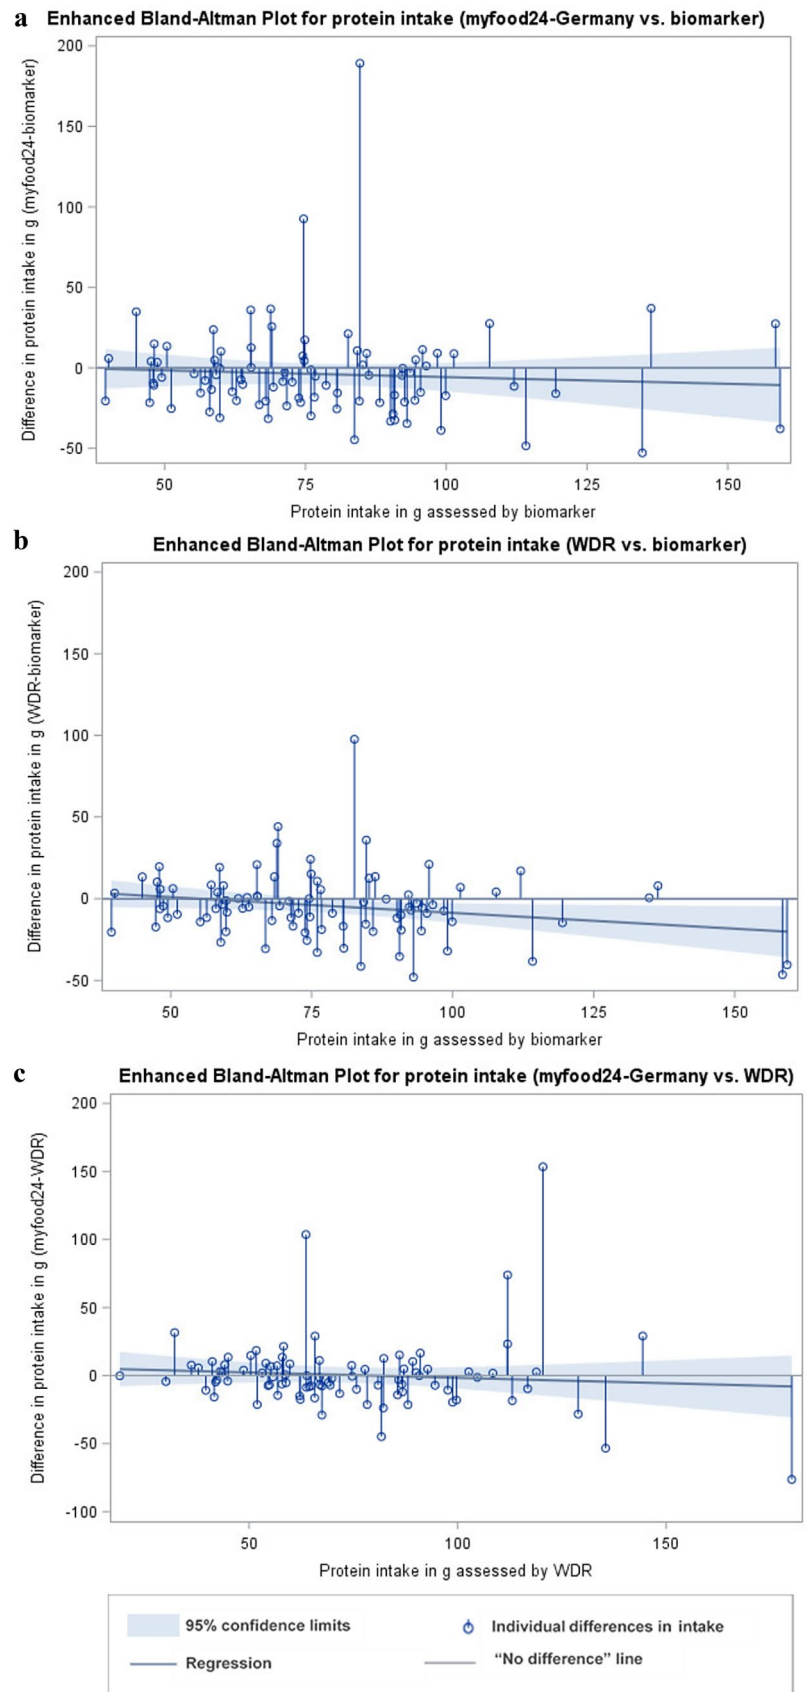 a Enhanced Bland-Altman Plot for protein intake (myfood24-Germany vs. biomarker)
Difference in protein intake in g (myfood24-biomarker)
200
150
100
50
0
-50
50 75 100 125 150
Protein intake in g assessed by biomarker
b Enhanced Bland-Altman Plot for protein intake (WDR vs. biomarker)
Difference in protein intake in g (WDR-biomarker)
200
150
100
50
0
-50
50 75 100 125 150
Protein intake in g assessed by biomarker
c Enhanced Bland-Altman Plot for protein intake (myfood24-Germany vs. WDR)
Difference in protein intake in g (myfood24-WDR)
200
150
100
50
0
-50
-100
50 100 150
Protein intake in g assessed by WDR
95% confidence limits Individual differences in intake
Regression "No difference” line